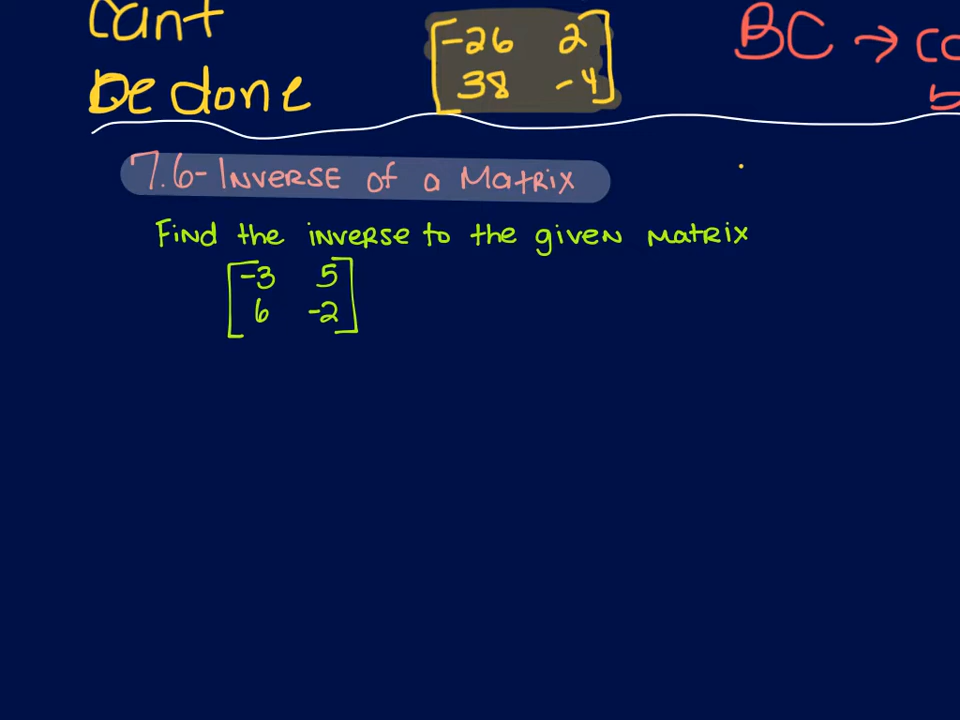 cant
be done
[-26 2
38 -4]
BC →
7.6- INVERSE of a MatRix
Find the inverse to the given matrix
[-3 5
6 -2]